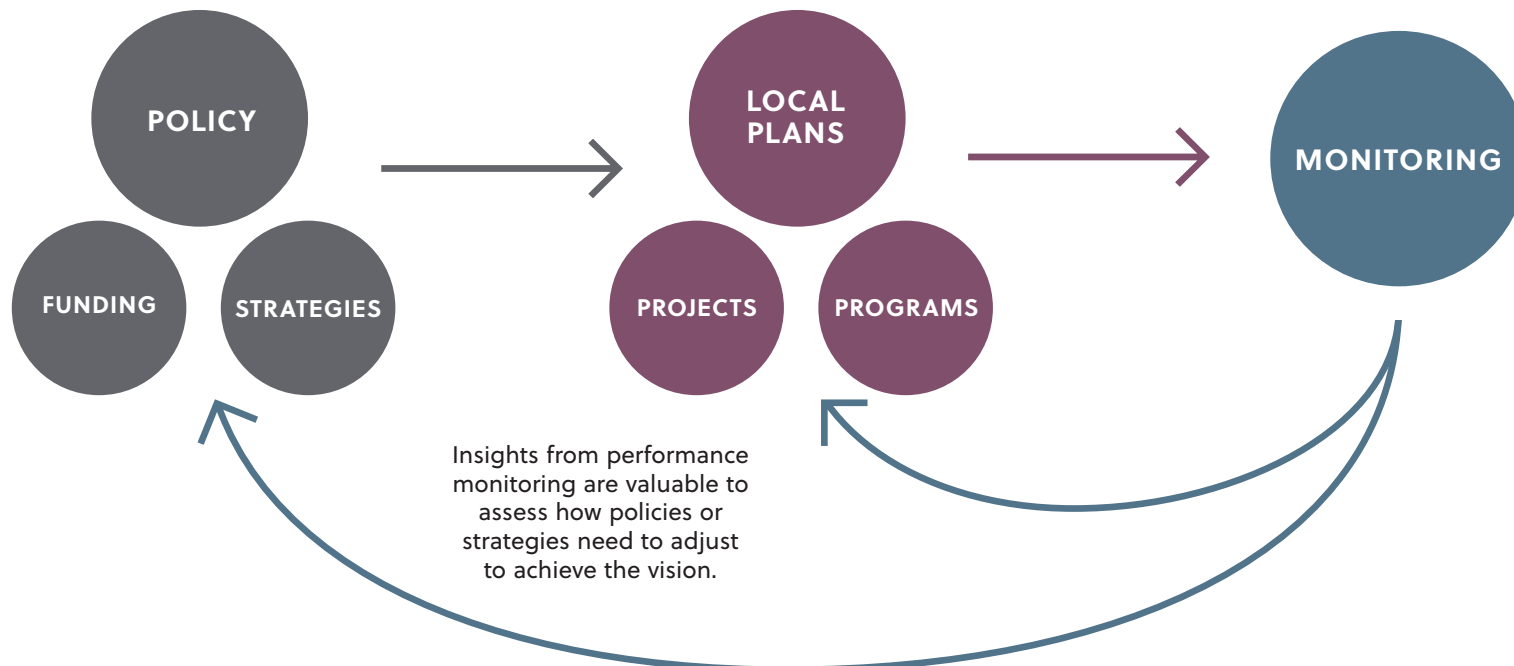 POLICY
FUNDING
STRATEGIES
LOCAL
PLANS
PROJECTS
PROGRAMS
MONITORING
Insights from performance
monitoring are valuable to
assess how policies or
strategies need to adjust
to achieve the vision.